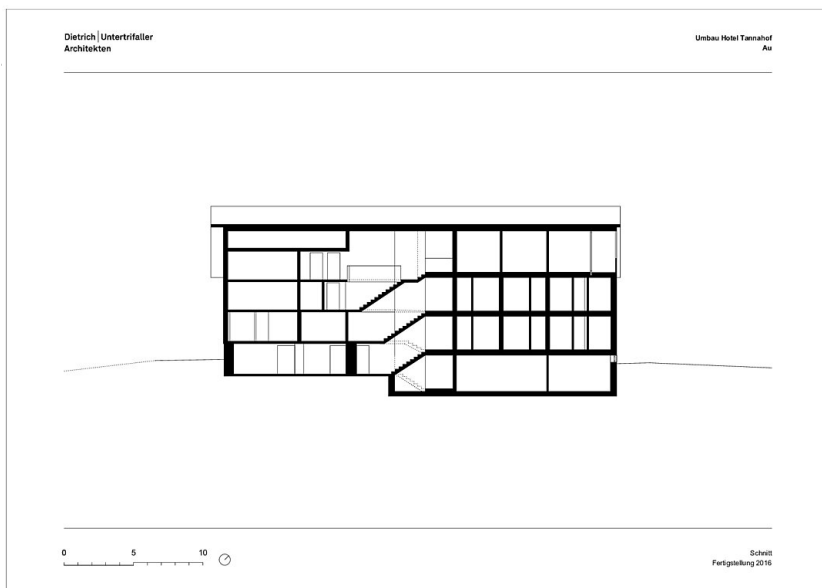 Dietrich | Untertrifaller
Architekten
Umbau Hotel Tannahof
Au
0 5 10
Schnitt
Fertigstellung 2016